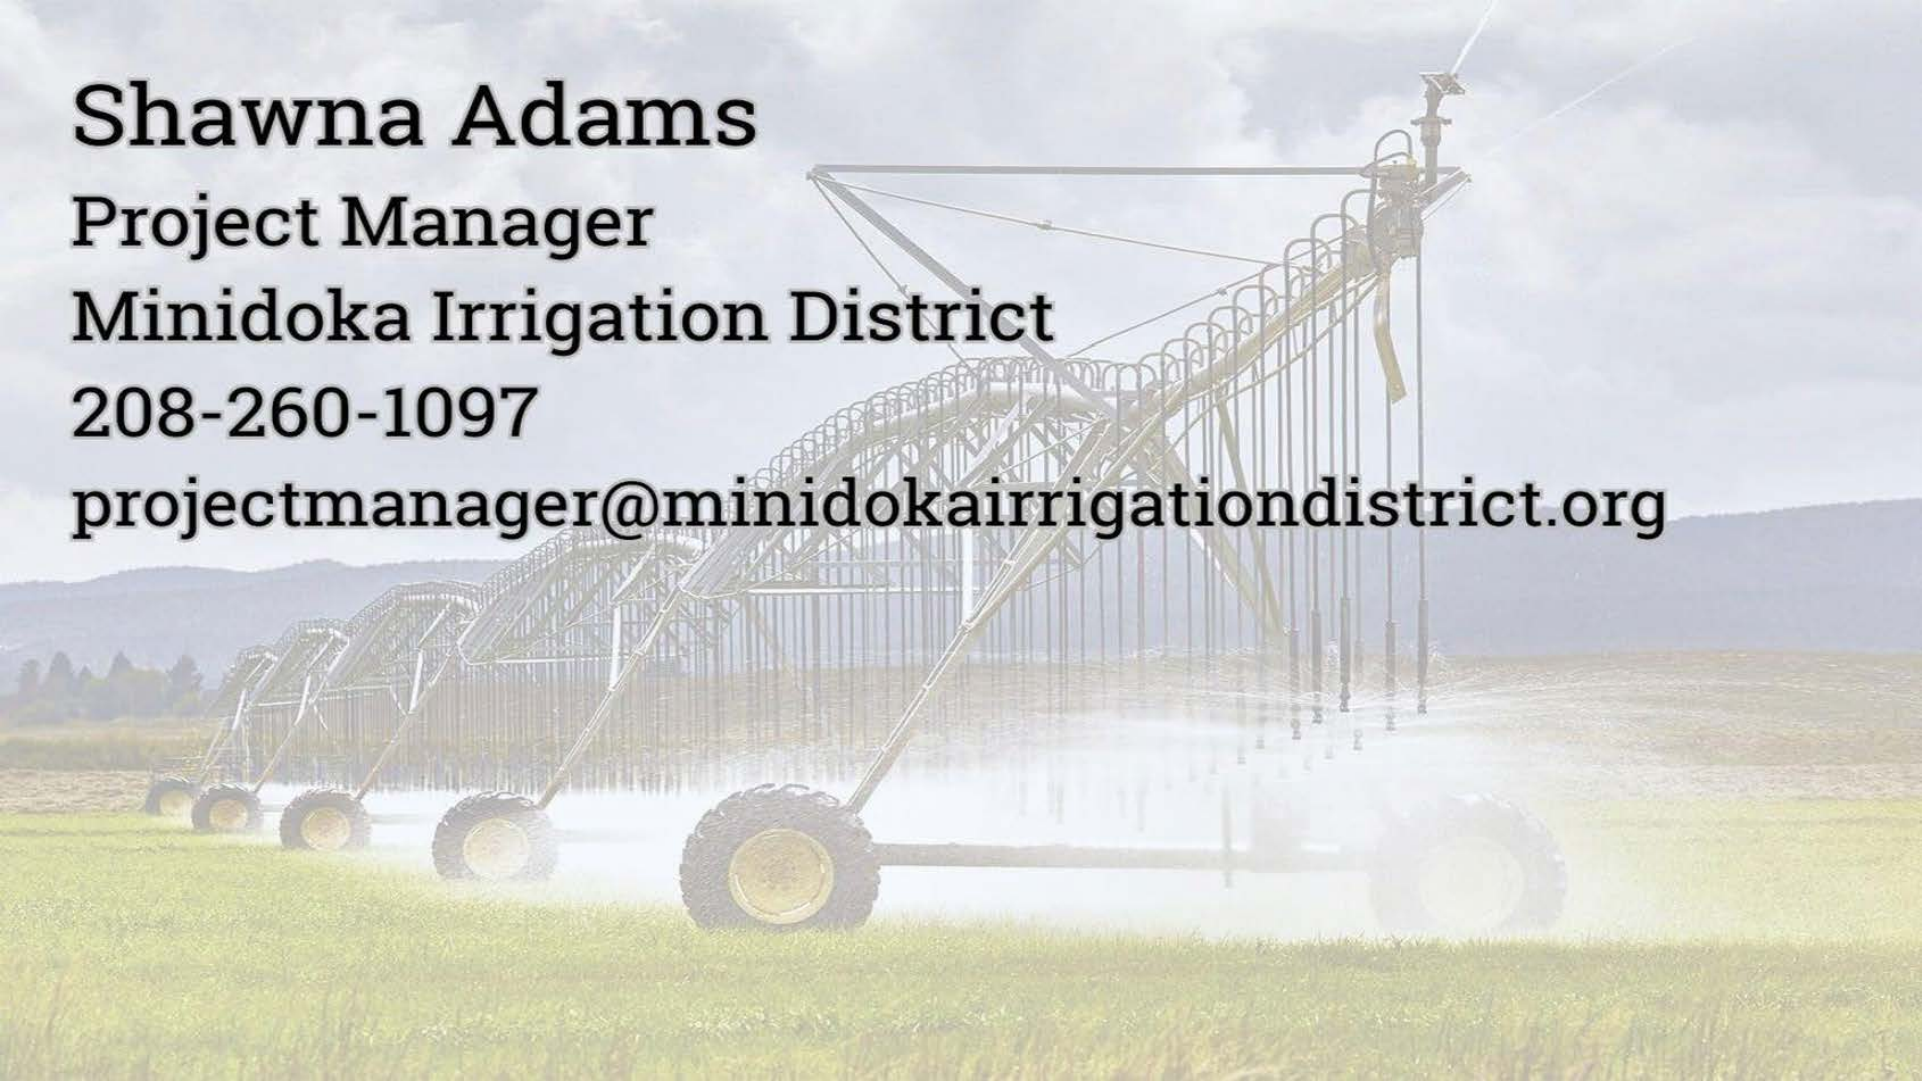 Shawna Adams
Project Manager
Minidoka Irrigation District
208-260-1097
projectmanager@minidokairrigationdistrict.org